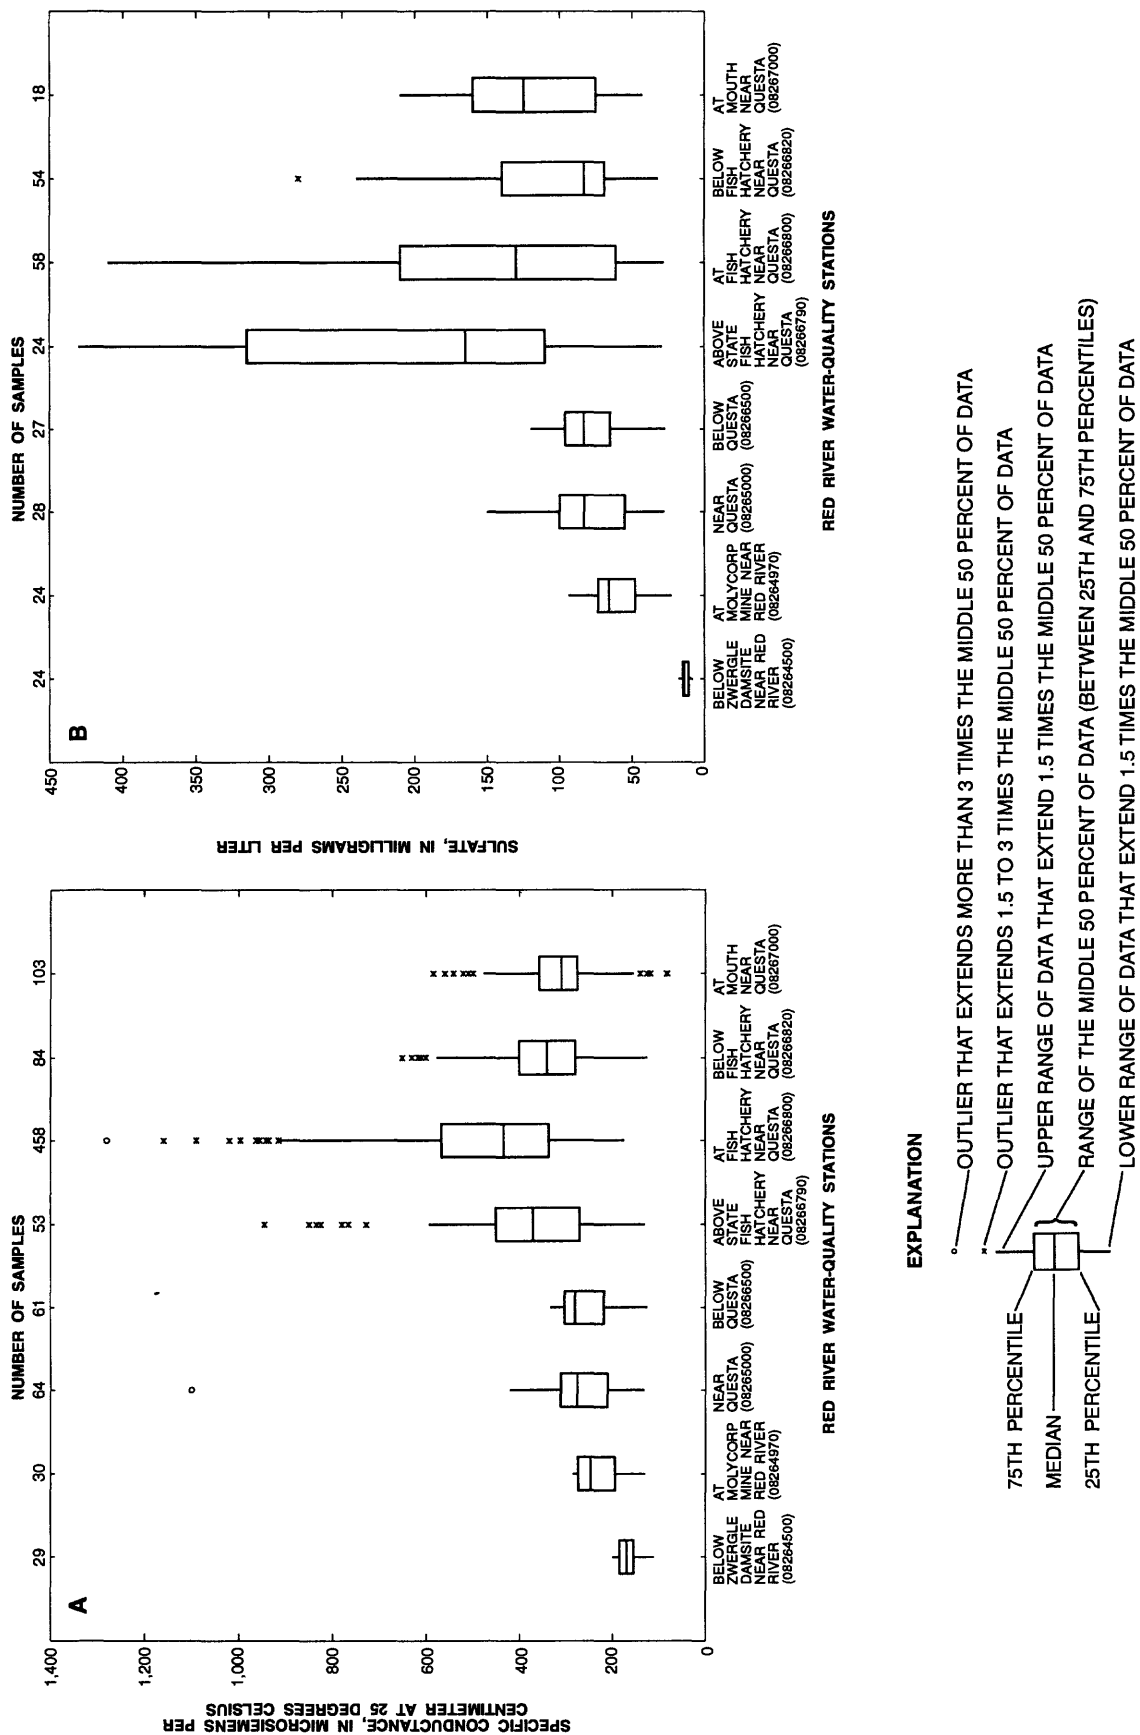 A
NUMBER OF SAMPLES
29 30 64 61 53 458 84 103
SPECIFIC CONDUCTANCE, IN MICROSIEMENS PER
CENTIMETER AT 25 DEGREES CELSIUS
1,400
1,200
1,000
800
600
400
200
0
BELOW
ZWERGLE
DAMSITE
NEAR RED
RIVER
(08264500)
AT
MOLYCORP
MINE NEAR
RED RIVER
(08264970)
NEAR
QUESTA
(08265000)
BELOW
QUESTA
(08266500)
ABOVE
STATE
FISH
HATCHERY
NEAR
QUESTA
(08266790)
AT
FISH
HATCHERY
NEAR
QUESTA
(08266800)
BELOW
FISH
HATCHERY
NEAR
QUESTA
(08266820)
AT
MOUTH
NEAR
QUESTA
(08267000)
RED RIVER WATER-QUALITY STATIONS
B
NUMBER OF SAMPLES
24 24 28 27 24 58 54 18
SULFATE, IN MILLIGRAMS PER LITER
450
400
350
300
250
200
150
100
50
0
BELOW
ZWERGLE
DAMSITE
NEAR RED
RIVER
(08264500)
AT
MOLYCORP
MINE NEAR
RED RIVER
(08264970)
NEAR
QUESTA
(08265000)
BELOW
QUESTA
(08266500)
ABOVE
STATE
FISH
HATCHERY
NEAR
QUESTA
(08266790)
AT
FISH
HATCHERY
NEAR
QUESTA
(08266800)
BELOW
FISH
HATCHERY
NEAR
QUESTA
(08266820)
AT
MOUTH
NEAR
QUESTA
(08267000)
RED RIVER WATER-QUALITY STATIONS
EXPLANATION
75TH PERCENTILE
MEDIAN
25TH PERCENTILE
OUTLIER THAT EXTENDS MORE THAN 3 TIMES THE MIDDLE 50 PERCENT OF DATA
OUTLIER THAT EXTENDS 1.5 TO 3 TIMES THE MIDDLE 50 PERCENT OF DATA
UPPER RANGE OF DATA THAT EXTEND 1.5 TIMES THE MIDDLE 50 PERCENT OF DATA
RANGE OF THE MIDDLE 50 PERCENT OF DATA (BETWEEN 25TH AND 75TH PERCENTILES)
LOWER RANGE OF DATA THAT EXTEND 1.5 TIMES THE MIDDLE 50 PERCENT OF DATA